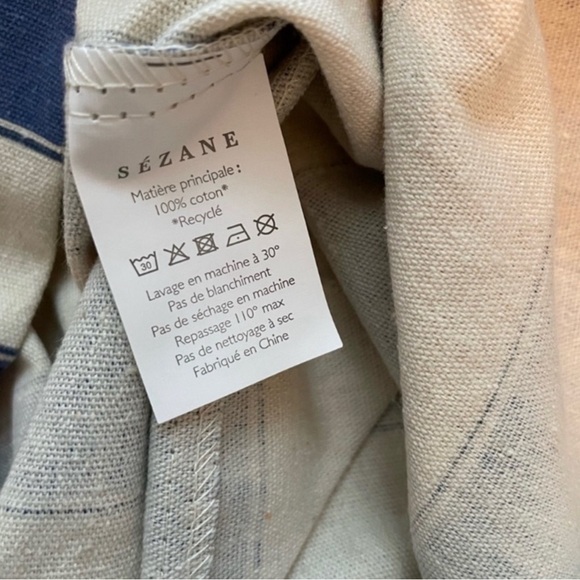 SÉZANE
Matière principale :
100% coton*
*Recyclé
30
Lavage en machine à 30°
Pas de blanchiment
Pas de séchage en machine
Repassage 110° max
Pas de nettoyage à sec
Fabriqué en Chine